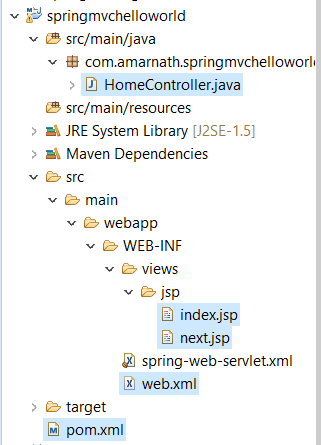 springmvchelloworld
src/main/java
com.amarnath.springmvchelloworld
HomeController.java
src/main/resources
JRE System Library [J2SE-1.5]
Maven Dependencies
src
main
webapp
WEB-INF
views
jsp
index.jsp
next.jsp
spring-web-servlet.xml
web.xml
target
pom.xml